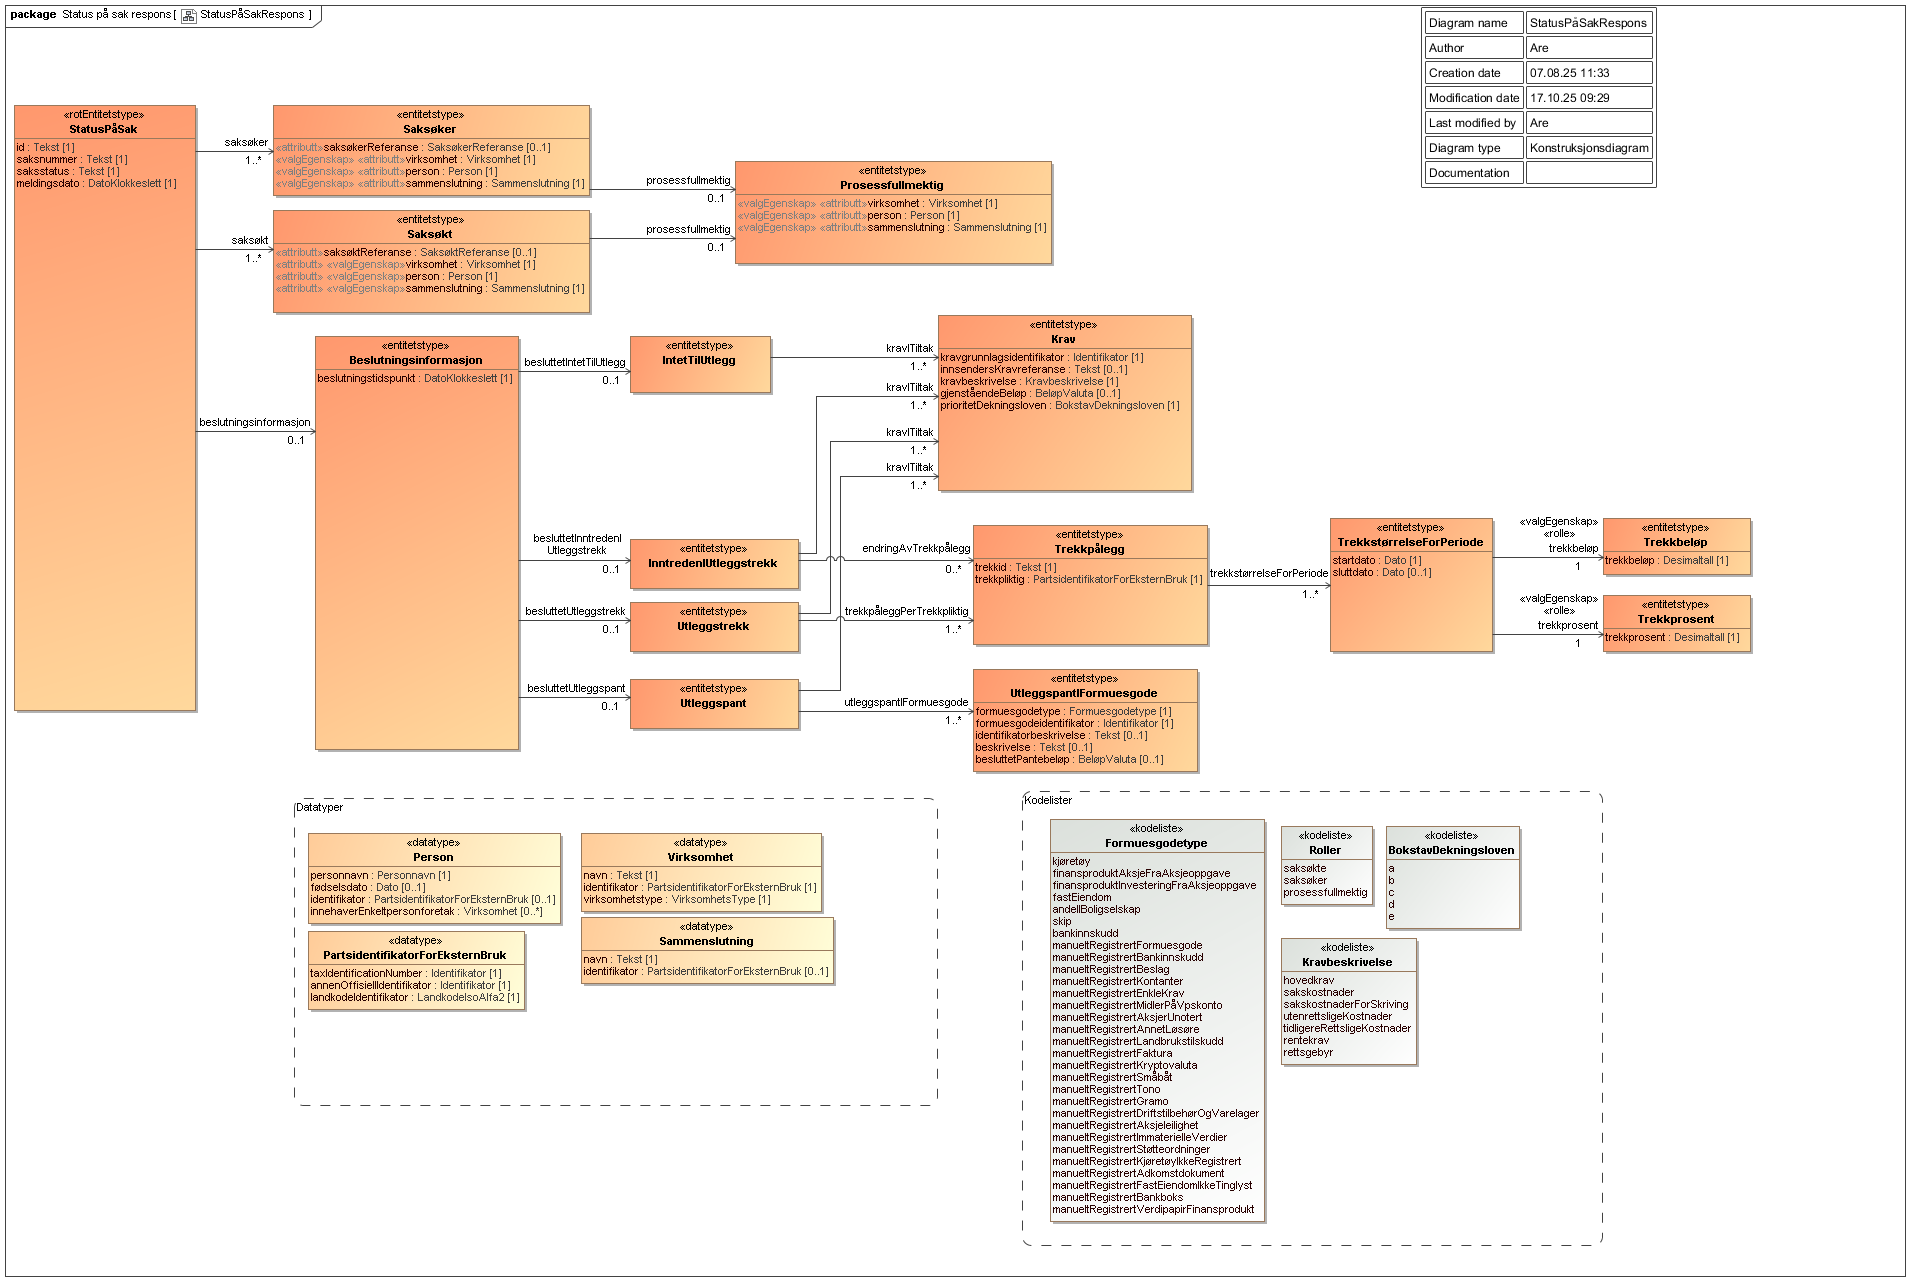 package Status på sak respons [ StatusPåSakRespons ]
Diagram name StatusPåSakRespons
Author Are
Creation date 07.08.25 11:33
Modification date 17.10.25 09:29
Last modified by Are
Diagram type Konstruksjonsdiagram
Documentation
«rotEntitetstype»
StatusPåSak
id : Tekst [1]
saksnummer : Tekst [1]
saksstatus : Tekst [1]
meldingsdato : DatoKlokkeslett [1]
saksøker
1..*
«entitetstype»
Saksøker
«attributt»saksøkerReferanse : SaksøkerReferanse [0..1]
«valgEgenskap» «attributt»virksomhet : Virksomhet [1]
«valgEgenskap» «attributt»person : Person [1]
«valgEgenskap» «attributt»sammenslutning : Sammenslutning [1]
prosessfullmektig
0..1
«entitetstype»
Prosessfullmektig
«valgEgenskap» «attributt»virksomhet : Virksomhet [1]
«valgEgenskap» «attributt»person : Person [1]
«valgEgenskap» «attributt»sammenslutning : Sammenslutning [1]
saksøkt
1..*
«entitetstype»
Saksøkt
«attributt»saksøktReferanse : SaksøktReferanse [0..1]
«attributt» «valgEgenskap»virksomhet : Virksomhet [1]
«attributt» «valgEgenskap»person : Person [1]
«attributt» «valgEgenskap»sammenslutning : Sammenslutning [1]
prosessfullmektig
0..1
beslutningsinformasjon
0..1
«entitetstype»
Beslutningsinformasjon
beslutningstidspunkt : DatoKlokkeslett [1]
besluttetIntetTilUtlegg
0..1
«entitetstype»
IntetTilUtlegg
kravITiltak
1..*
kravITiltak
1..*
kravITiltak
1..*
kravITiltak
1..*
«entitetstype»
Krav
kravgrunnlagsidentifikator : Identifikator [1]
innsendersKravreferanse : Tekst [0..1]
kravbeskrivelse : Kravbeskrivelse [1]
gjenståendeBeløp : BeløpValuta [0..1]
prioritetDekningsloven : BokstavDekningsloven [1]
besluttetInntredenI
Utleggstrekk
0..1
«entitetstype»
InntredenIUtleggstrekk
endringAvTrekkpålegg
0..*
«entitetstype»
Trekkpålegg
trekkid : Tekst [1]
trekkpliktig : PartsidentifikatorForEksternBruk [1]
trekkstørrelseForPeriode
1..*
«entitetstype»
TrekkstørrelseForPeriode
startdato : Dato [1]
sluttdato : Dato [0..1]
«valgEgenskap»
«rolle»
trekkbeløp
1
«entitetstype»
Trekkbeløp
trekkbeløp : Desimaltall [1]
«valgEgenskap»
«rolle»
trekkprosent
1
«entitetstype»
Trekkprosent
trekkprosent : Desimaltall [1]
besluttetUtleggstrekk
0..1
«entitetstype»
Utleggstrekk
trekkpåleggPerTrekkpliktig
1..*
besluttetUtleggspant
0..1
«entitetstype»
Utleggspant
utleggspantIFormuesgode
1..*
«entitetstype»
UtleggspantIFormuesgode
formuesgodetype : Formuesgodetype [1]
formuesgodeidentifikator : Identifikator [1]
identifikatorbeskrivelse : Tekst [0..1]
beskrivelse : Tekst [0..1]
besluttetPantebeløp : BeløpValuta [0..1]
Datatyper
«datatype»
Person
personnavn : Personnavn [1]
fødselsdato : Dato [0..1]
identifikator : PartsidentifikatorForEksternBruk [0..1]
innehaverEnkeltpersonforetak : Virksomhet [0..*]
«datatype»
Virksomhet
navn : Tekst [1]
identifikator : PartsidentifikatorForEksternBruk [1]
virksomhetstype : VirksomhetsType [1]
«datatype»
PartsidentifikatorForEksternBruk
taxIdentificationNumber : Identifikator [1]
annenOffisiellIdentifikator : Identifikator [1]
landkodeIdentifikator : LandkodeIsoAlfa2 [1]
«datatype»
Sammenslutning
navn : Tekst [1]
identifikator : PartsidentifikatorForEksternBruk [0..1]
Kodelister
«kodeliste»
Formuesgodetype
kjøretøy
finansproduktAksjeFraAksjeoppgave
finansproduktInvesteringFraAksjeoppgave
fastEiendom
andelIBoligselskap
skip
bankinnskudd
manueltRegistrertFormuesgode
manueltRegistrertBankinnskudd
manueltRegistrertBeslag
manueltRegistrertKontanter
manueltRegistrertEnkleKrav
manueltRegistrertMidlerPåVpskonto
manueltRegistrertAksjerUnotert
manueltRegistrertAnnetLøsøre
manueltRegistrertLandbrukstilskudd
manueltRegistrertFaktura
manueltRegistrertKryptovaluta
manueltRegistrertSmåbåt
manueltRegistrertTono
manueltRegistrertGramo
manueltRegistrertDriftstilbehørOgVarelager
manueltRegistrertAksjeleilighet
manueltRegistrertImmaterielleVerdier
manueltRegistrertStøtteordninger
manueltRegistrertKjøretøyIkkeRegistrert
manueltRegistrertAdkomstdokument
manueltRegistrertFastEiendomIkkeTinglyst
manueltRegistrertBankboks
manueltRegistrertVerdipapirFinansprodukt
«kodeliste»
Roller
saksøkte
saksøker
prosessfullmektig
«kodeliste»
BokstavDekningsloven
a
b
c
d
e
«kodeliste»
Kravbeskrivelse
hovedkrav
sakskostnader
sakskostnaderForSkriving
utenrettsligeKostnader
tidligereRettsligeKostnader
rentekrav
rettsgebyr